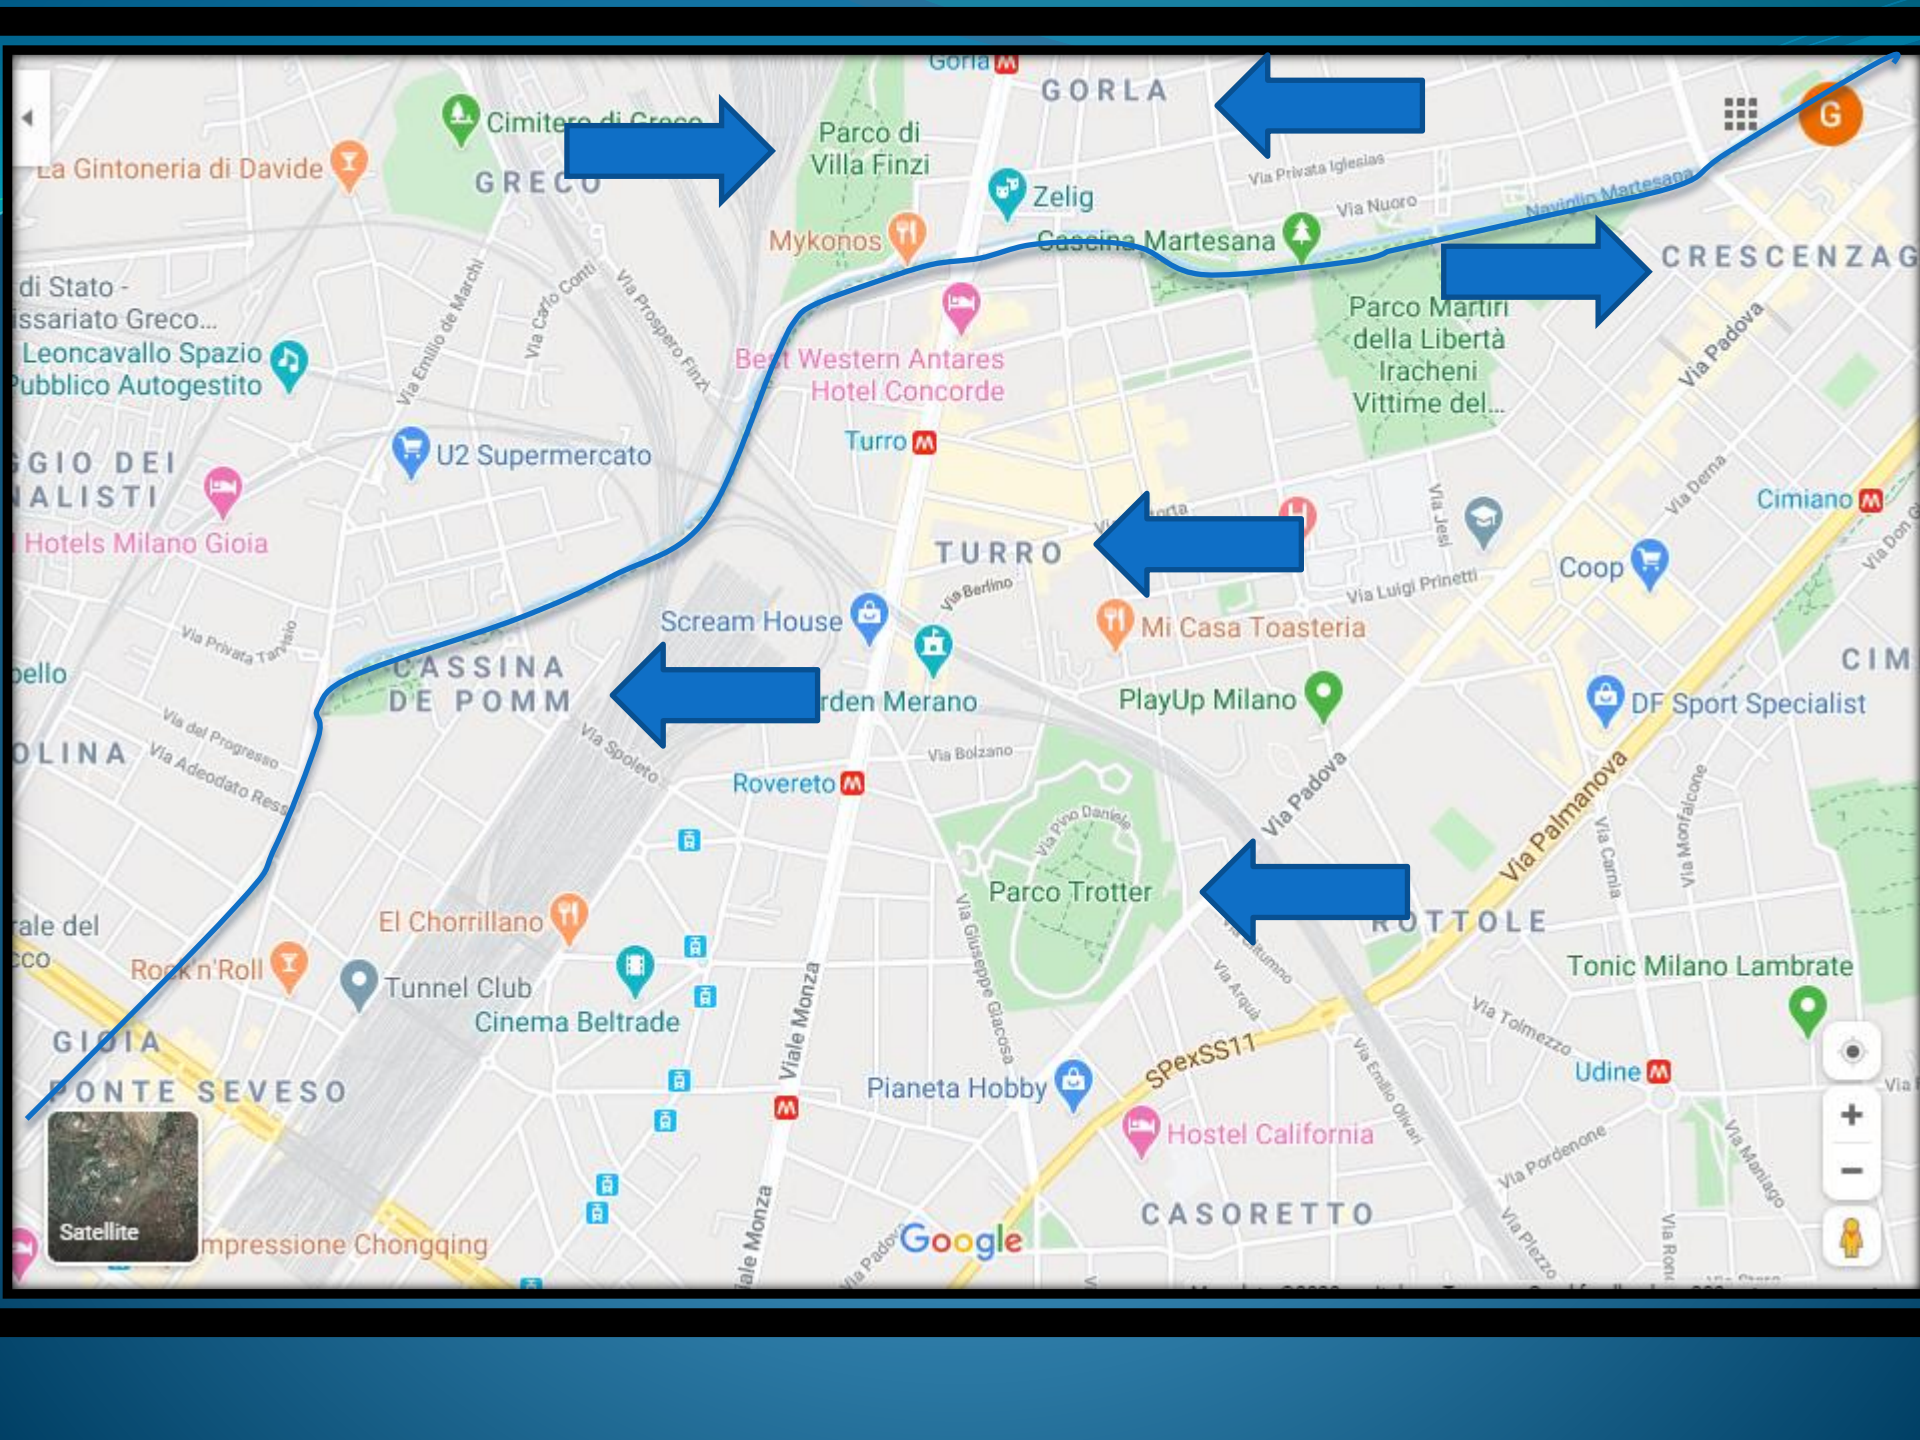 Gorla
GORLA
Cimitero di Greco
La Gintoneria di Davide
GRECO
Parco di
Villa Finzi
Via Privata Iglesias
Zelig
Via Nuoro
Naviglio Martesana
G
Mykonos
Cascina Martesana
CRESCENZAG
di Stato -
issariato Greco...
Via Emilio de Marchi
Via Carlo Conti
Via Prospero Finzi
Parco Martiri
della Libertà
Iracheni
Vittime del...
Via Padova
Leoncavallo Spazio
Pubblico Autogestito
Best Western Antares
Hotel Concorde
Turro
GGIO DEI
NALISTI
U2 Supermercato
Via Derna
Cimiano
Via Jesi
Hotels Milano Gioia
TURRO
Via Berlino
Coop
Via Luigi Prinetti
Via Don G
Scream House
Mi Casa Toasteria
Via Privata Tarvisio
CASSINA
DE POMM
CIM
bello
rden Merano
PlayUp Milano
DF Sport Specialist
Via del Progresso
Via Adeodato Ress
OLINA
Via Spoleto
Via Bolzano
Rovereto
Via Padova
Via Palmanova
Via Monfalcone
Via Carnia
Via Pino Daniele
Parco Trotter
ROTTOLE
rale del
cco
El Chorrillano
Rock'n'Roll
Tunnel Club
Cinema Beltrade
Viale Monza
Via Giuseppe Giacosa
Via Arquà
Tonic Milano Lambrate
Via Tolmezzo
GIOIA
PONTE SEVESO
SPexSS11
Via Emilio Olivari
Udine
Pianeta Hobby
Hostel California
Via Pordenone
Via Maniago
Satellite
CASORETTO
Via Piezzo
mpressione Chongqing
Viale Monza
Via Padova
Google